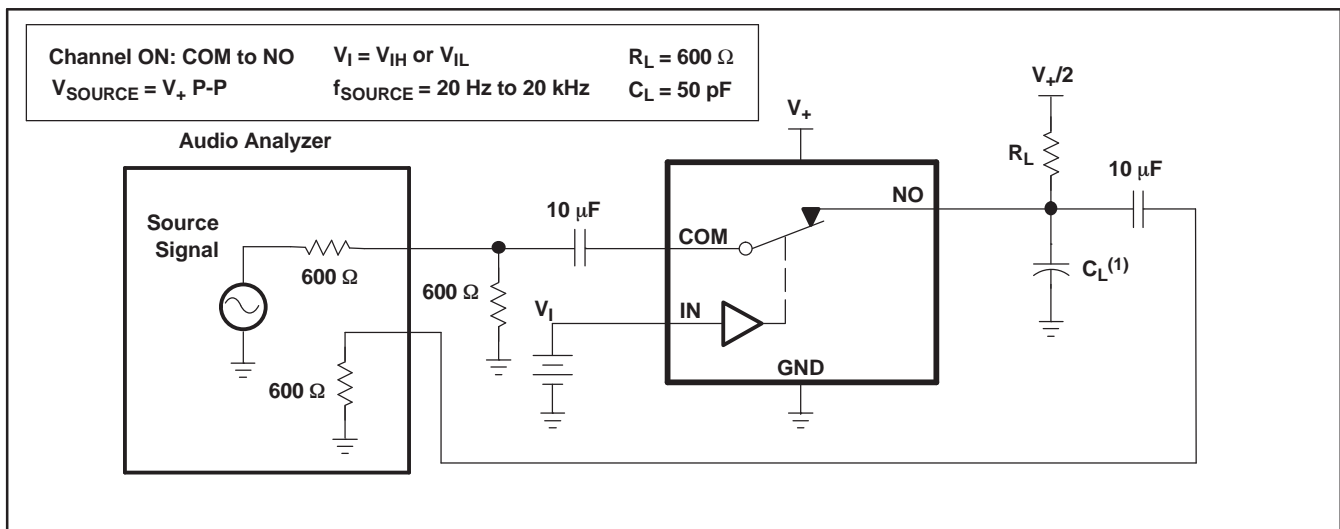 Channel ON: COM to NO V_I = V_IH or V_IL R_L = 600 Ω
V_SOURCE = V_+ P-P f_SOURCE = 20 Hz to 20 kHz C_L = 50 pF
Audio Analyzer
Source
Signal
600 Ω
600 Ω
600 Ω
10 μF
V_I
V_+
COM
IN
NO
GND
V_+/2
R_L
10 μF
C_L^(1)